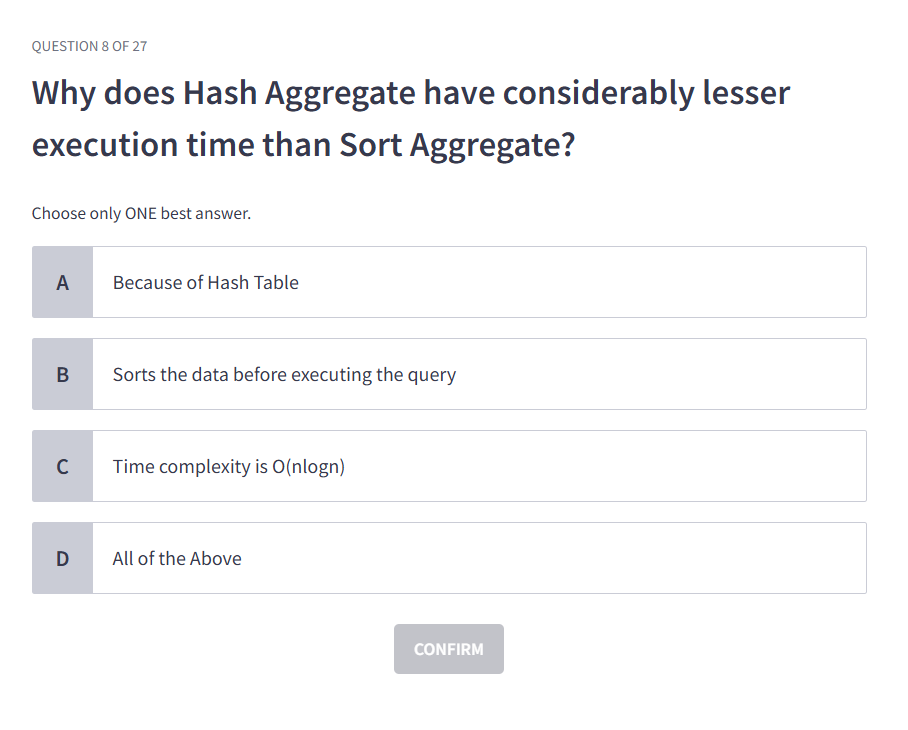 QUESTION 8 OF 27
Why does Hash Aggregate have considerably lesser
execution time than Sort Aggregate?
Choose only ONE best answer.
A Because of Hash Table
B Sorts the data before executing the query
C Time complexity is O(nlogn)
D All of the Above
CONFIRM